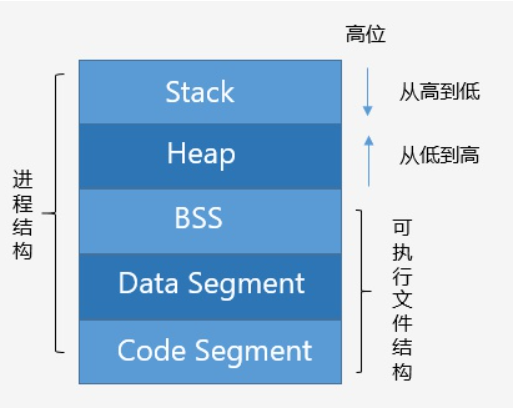 高位
Stack
从高到低
Heap
从低到高
进程结构
BSS
Data Segment
Code Segment
可执行文件结构